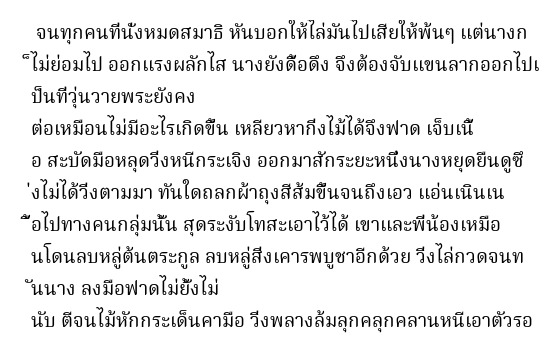 จนทุกคนที่นั่งหมดสมาธิ หันบอกให้ไล่มันไปเสียให้พ้นๆ แต่นางก
็ไม่ย่อมไป ออกแรงผลักไส นางยังดื้อดึง จึงต้องจับแขนลากออกไปเ
ป็นที่วุ่นวายพระยังคง
ต่อเหมือนไม่มีอะไรเกิดขึ้น เหลียวหากิ่งไม้ได้จึงฟาด เจ็บเนื้
อ สะบัดมือหลุดวิ่งหนีกระเจิง ออกมาสักระยะหนึ่งนางหยุดยืนดูซึ
่งไม่ได้วิ่งตามมา ทันใดถลกผ้าถุงสีส้มขึ้นจนถึงเอว แอ่นเนินเน
ื้อไปทางคนกลุ่มนั้น สุดระงับโทสะเอาไว้ได้ เขาและพี่น้องเหมือ
นโดนลบหลู่ต้นตระกูล ลบหลู่สิ่งเคารพบูชาอีกด้วย วิ่งไล่กวดจนท
ันนาง ลงมือฟาดไม่ยั้งไม่
นับ ตีจนไม้หักกระเด็นคามือ วิ่งพลางล้มลุกคลุกคลานหนีเอาตัวรอ